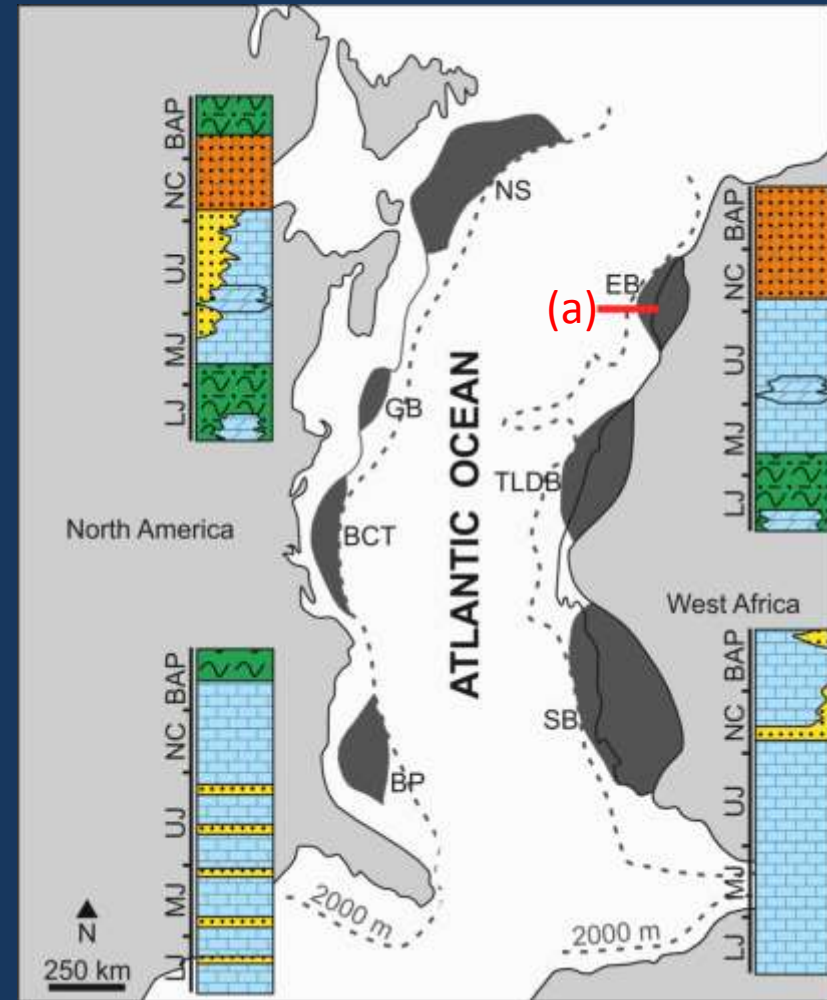 BAP
NC
UJ
MJ
LJ
NS
BAP
NC
UJ
MJ
LJ
EB
(a)
GB
TLDB
ATLANTIC OCEAN
North America
BCT
West Africa
BAP
NC
UJ
MJ
LJ
BAP
NC
UJ
MJ
LJ
SB
BP
2000 m
2000 m
N
250 km